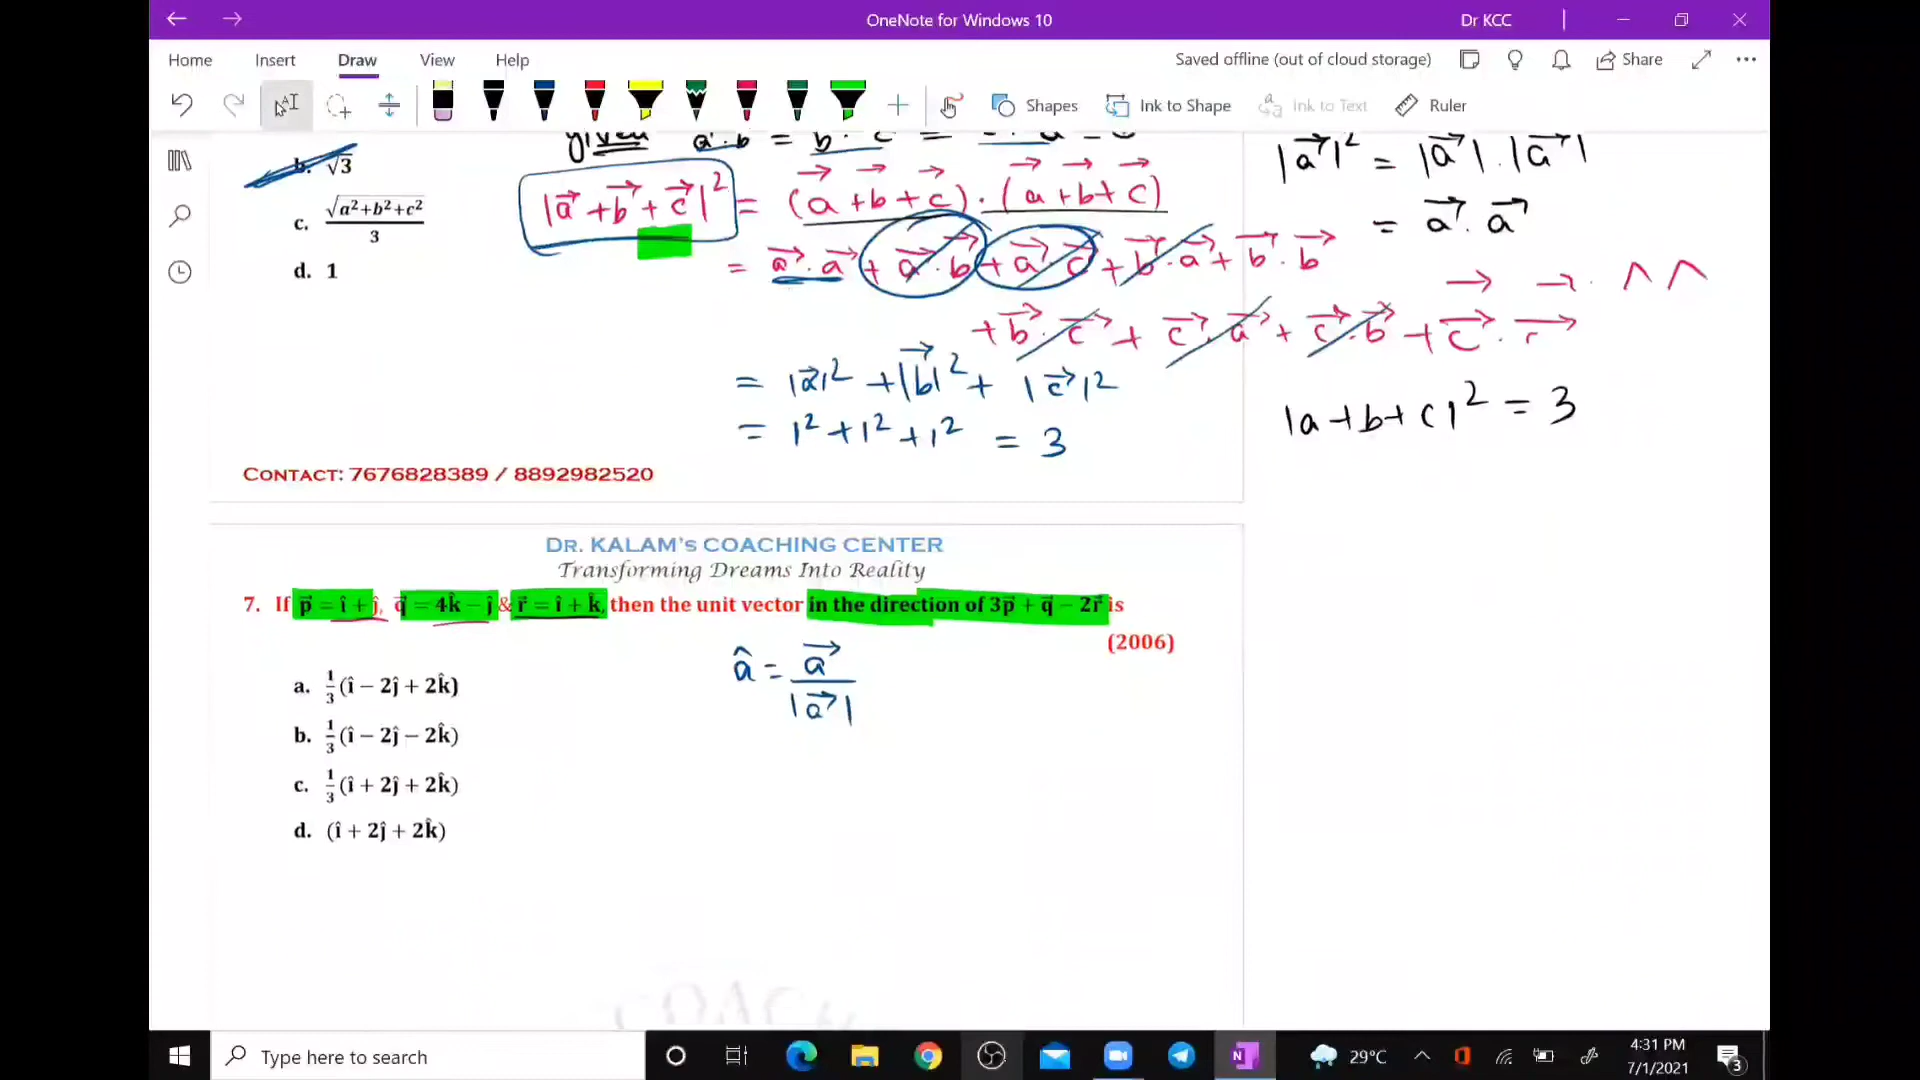 OneNote for Windows 10
Dr KCC
Home Insert Draw View Help
Saved offline (out of cloud storage)
Share
Shapes
Ink to Shape
Ink to Text
Ruler
given a⃗·b⃗ = b⃗·c⃗ =
b. √3
|a⃗+b⃗+c⃗|² = (a⃗+b⃗+c⃗)·(a⃗+b⃗+c⃗)
c. √(a²+b²+c²)/3
= a⃗·a⃗ + a⃗·b⃗ + a⃗·c⃗ + b⃗·a⃗ + b⃗·b⃗
d. 1
+ b⃗·c⃗ + c⃗·a⃗ + c⃗·b⃗ + c⃗·
= |a⃗|² + |b⃗|² + |c⃗|²
= 1² + 1² + 1² = 3
|a⃗|² = |a⃗|·|a⃗|
= a⃗·a⃗
|a+b+c|² = 3
CONTACT: 7676828389 / 8892982520
DR. KALAM's COACHING CENTER
Transforming Dreams Into Reality
7. If p⃗ = î + ĵ, q⃗ = 4k̂ − ĵ & r⃗ = î + k̂, then the unit vector in the direction of 3p⃗ + q⃗ − 2r⃗ is
(2006)
â = a⃗/|a⃗|
a. 1/3 (î − 2ĵ + 2k̂)
b. 1/3 (î − 2ĵ − 2k̂)
c. 1/3 (î + 2ĵ + 2k̂)
d. (î + 2ĵ + 2k̂)
COACH
Type here to search
29°C
4:31 PM
7/1/2021
3